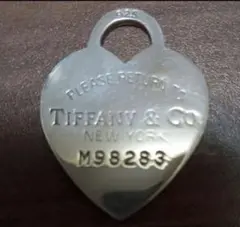 925
PLEASE RETURN TO
TIFFANY & CO.
NEW YORK
M98283